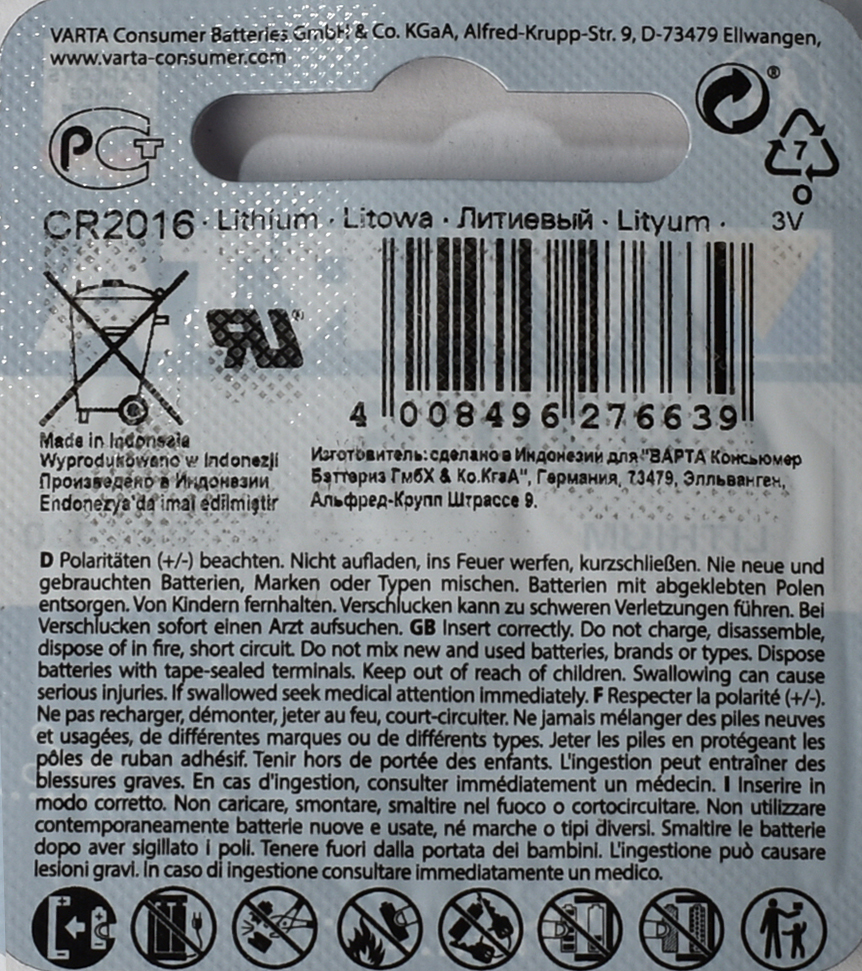 VARTA Consumer Batteries GmbH & Co. KGaA, Alfred-Krupp-Str. 9, D-73479 Ellwangen,
www.varta-consumer.com
®
7
O
CR2016 · Lithium · Litowa · Литиевый · Lityum · 3V
4 008496 276639
Made in Indonesia
Wyprodukowano w Indonezji
Произведено в Индонезии
Endonezya'da imal edilmiştir
Изготовитель: сделано в Индонезии для "ВАРТА Консьюмер
Баттериз ГмбХ & Ко.КгаА", Германия, 73479, Элльванген,
Альфред-Крупп Штрассе 9.
D Polaritäten (+/-) beachten. Nicht aufladen, ins Feuer werfen, kurzschließen. Nie neue und
gebrauchten Batterien, Marken oder Typen mischen. Batterien mit abgeklebten Polen
entsorgen. Von Kindern fernhalten. Verschlucken kann zu schweren Verletzungen führen. Bei
Verschlucken sofort einen Arzt aufsuchen. GB Insert correctly. Do not charge, disassemble,
dispose of in fire, short circuit. Do not mix new and used batteries, brands or types. Dispose
batteries with tape-sealed terminals. Keep out of reach of children. Swallowing can cause
serious injuries. If swallowed seek medical attention immediately. F Respecter la polarité (+/-).
Ne pas recharger, démonter, jeter au feu, court-circuiter. Ne jamais mélanger des piles neuves
et usagées, de différentes marques ou de différents types. Jeter les piles en protégeant les
pôles de ruban adhésif. Tenir hors de portée des enfants. L'ingestion peut entraîner des
blessures graves. En cas d'ingestion, consulter immédiatement un médecin. I Inserire in
modo corretto. Non caricare, smontare, smaltire nel fuoco o cortocircuitare. Non utilizzare
contemporaneamente batterie nuove e usate, né marche o tipi diversi. Smaltire le batterie
dopo aver sigillato i poli. Tenere fuori dalla portata dei bambini. L'ingestione può causare
lesioni gravi. In caso di ingestione consultare immediatamente un medico.